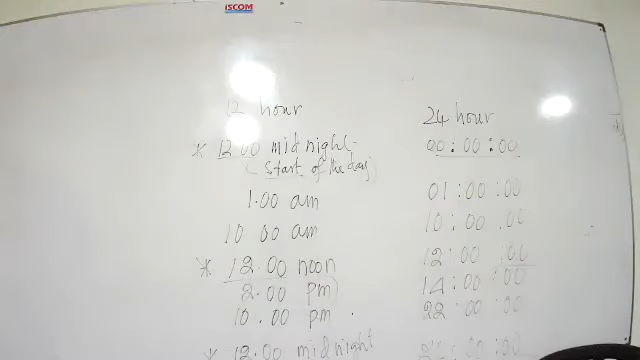 iSCOM
12 hour 24 hour
* 12.00 midnight- 00:00:00
(Start of the day)
1.00 am 01:00:00
10 00 am 10:00:00
* 12.00 noon 12:00:00
2.00 pm) 14:00:00
10.00 pm 22:00:00
* 12.00 midnight :00:00